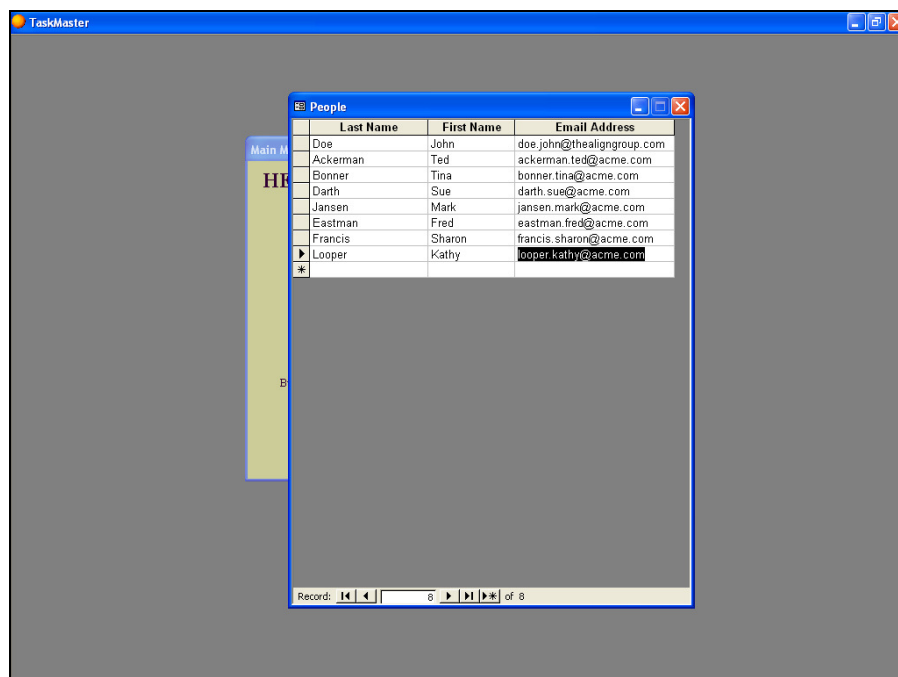 TaskMaster
People
Last Name First Name Email Address
Main M
Doe John doe.john@thealigngroup.com
Ackerman Ted ackerman.ted@acme.com
HE
Bonner Tina bonner.tina@acme.com
Darth Sue darth.sue@acme.com
Jansen Mark jansen.mark@acme.com
Eastman Fred eastman.fred@acme.com
Francis Sharon francis.sharon@acme.com
Looper Kathy looper.kathy@acme.com
Record: 8 of 8